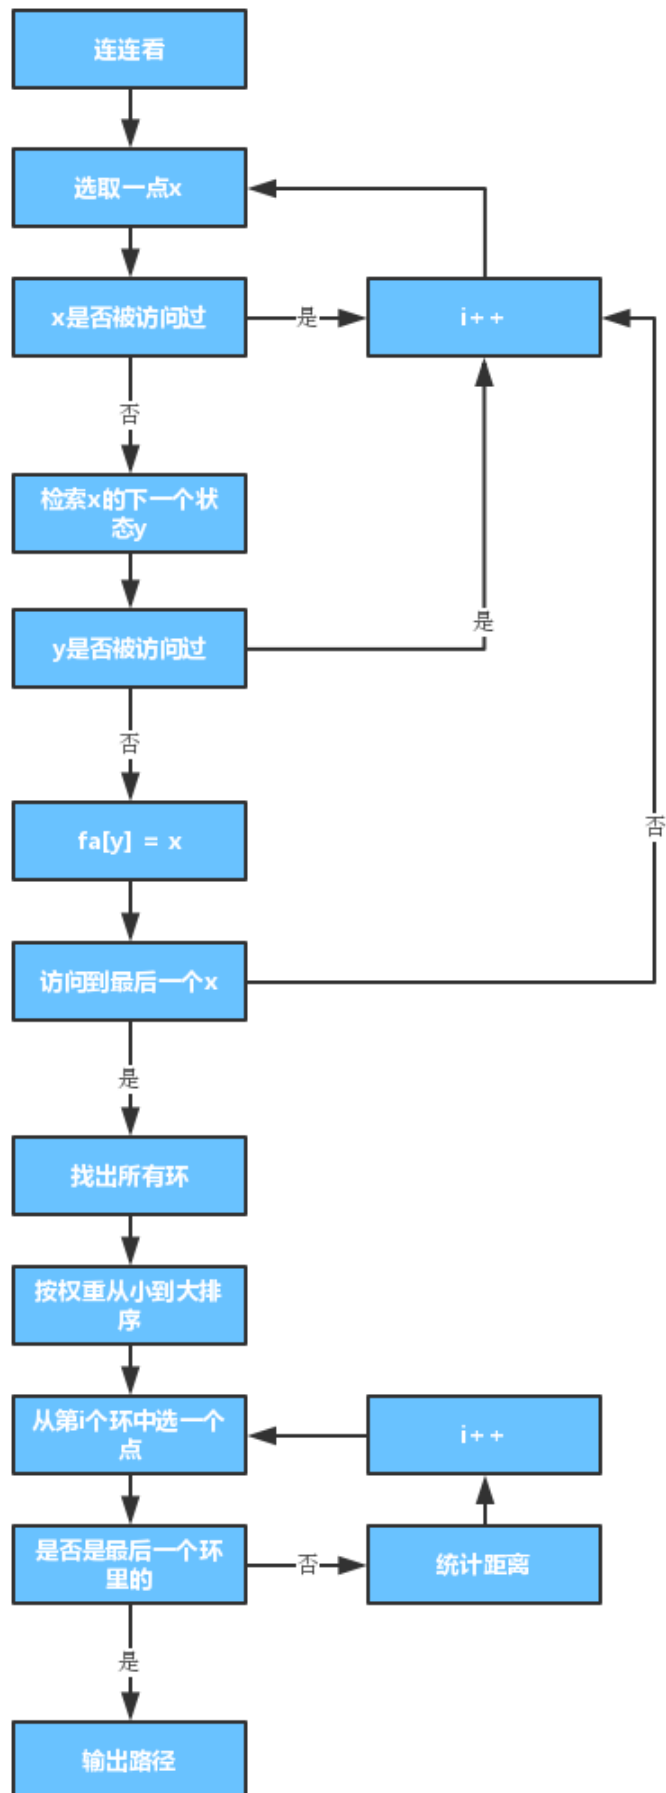 连连看
选取一点x
x是否被访问过
是
i++
否
检索x的下一个状
态y
y是否被访问过
是
否
fa[y] = x
否
访问到最后一个x
是
找出所有环
按权重从小到大排
序
从第i个环中选一个
点
i++
是否是最后一个环
里的
否
统计距离
是
输出路径